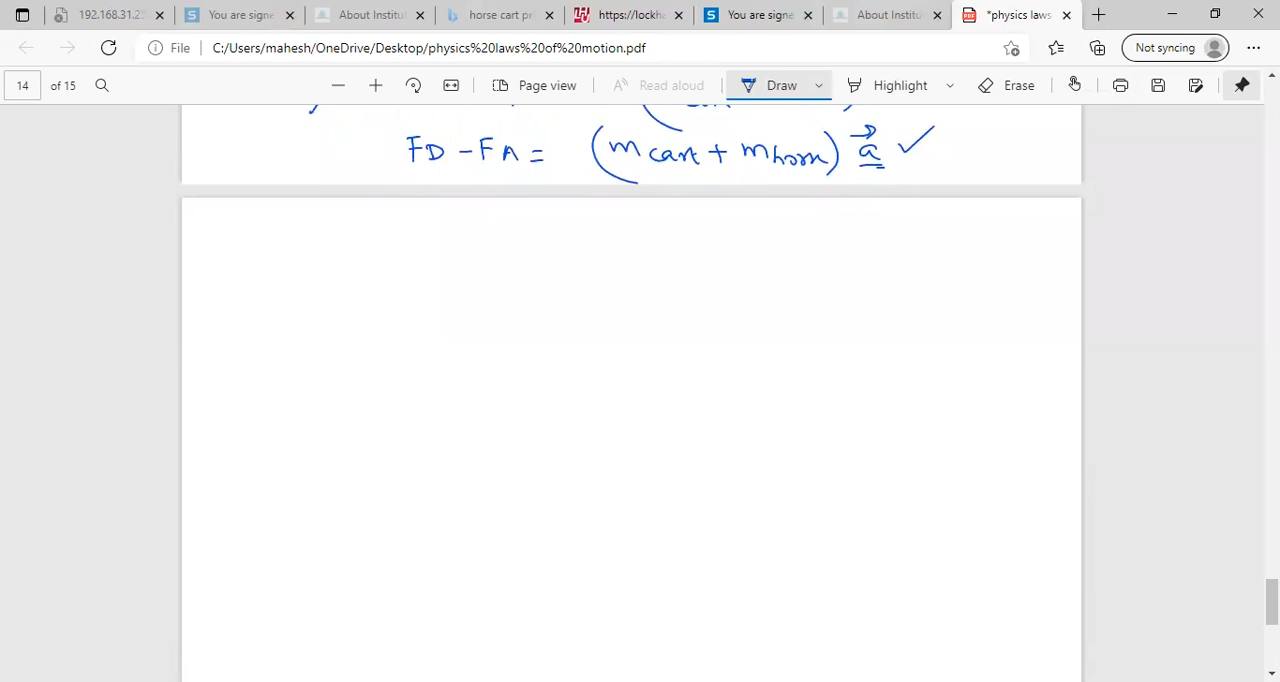 192.168.31.2
You are signe
About Institu
horse cart pr
https://lockha
You are signe
About Institu
*physics laws
File
C:/Users/mahesh/OneDrive/Desktop/physics%20laws%20of%20motion.pdf
Not syncing
14 of 15
Page view
Read aloud
Draw
Highlight
Erase
FD - FA = (m cart + m horse) a⃗ ✓